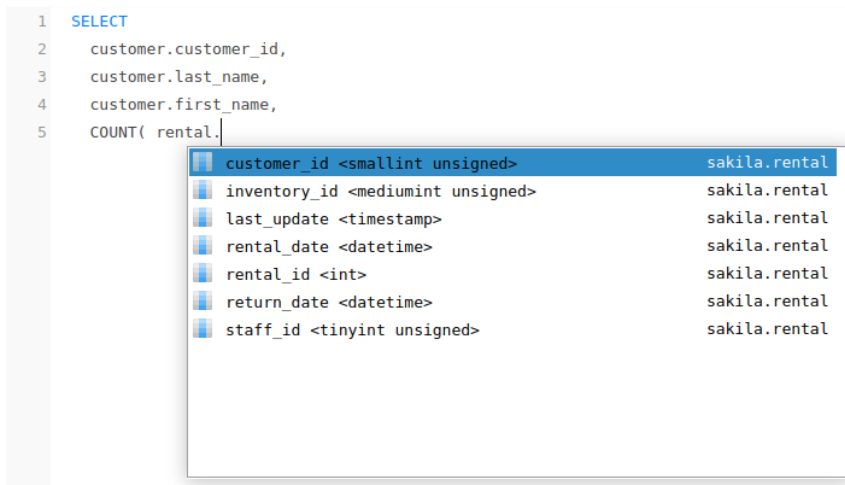 1 SELECT
2 customer.customer_id,
3 customer.last_name,
4 customer.first_name,
5 COUNT( rental.
customer_id <smallint unsigned> sakila.rental
inventory_id <mediumint unsigned> sakila.rental
last_update <timestamp> sakila.rental
rental_date <datetime> sakila.rental
rental_id <int> sakila.rental
return_date <datetime> sakila.rental
staff_id <tinyint unsigned> sakila.rental